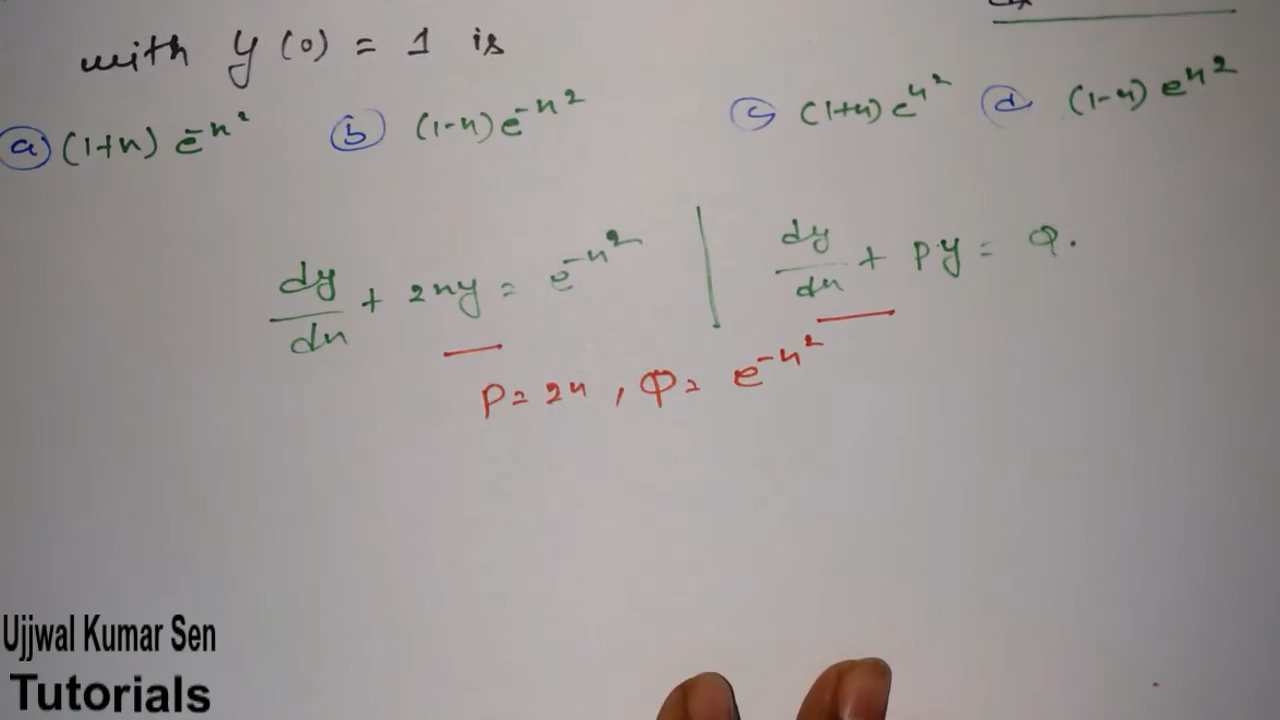 with y(0) = 1 is
(a) (1+x) e^-x² (b) (1-x) e^-x² (c) (1+x) e^x² (d) (1-x) e^x²
dy/dx + 2xy = e^-x² | dy/dx + Py = Q.
P = 2x, Q = e^-x²
Ujjwal Kumar Sen
Tutorials